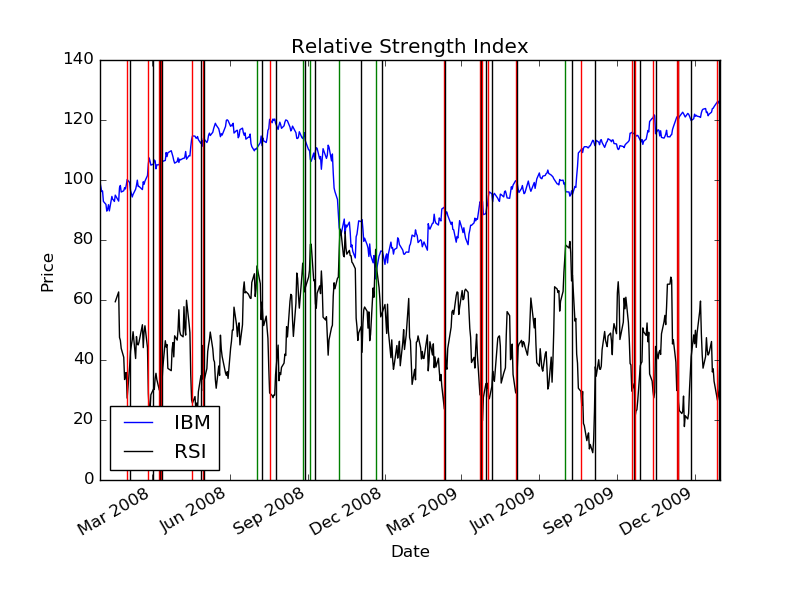 Relative Strength Index
140
120
100
80
60
40
20
0
Price
IBM
RSI
Mar 2008
Jun 2008
Sep 2008
Dec 2008
Mar 2009
Jun 2009
Sep 2009
Dec 2009
Date